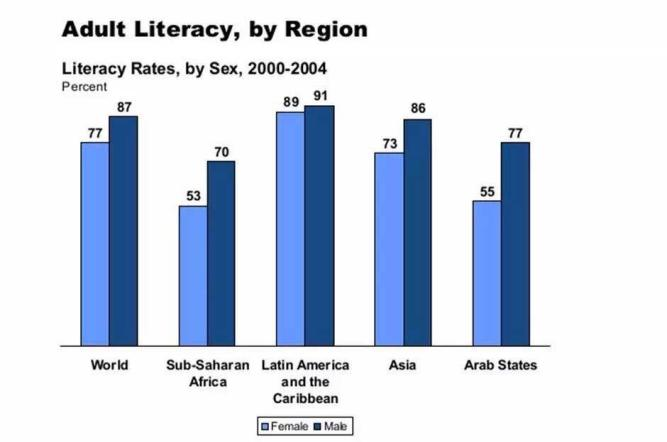 Adult Literacy, by Region
Literacy Rates, by Sex, 2000-2004
Percent
77
87
53
70
89
91
73
86
55
77
World
Sub-Saharan
Africa
Latin America
and the
Caribbean
Asia
Arab States
Female Male